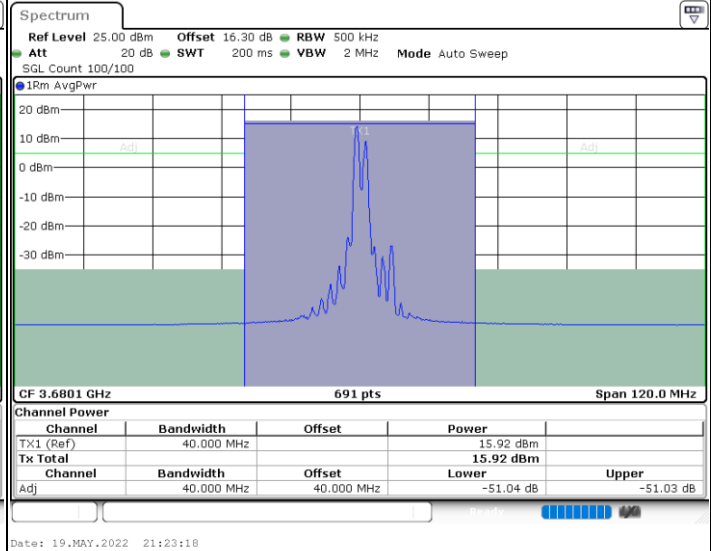 Spectrum
Ref Level 25.00 dBm Offset 16.30 dB RBW 500 kHz
Att 20 dB SWT 200 ms VBW 2 MHz Mode Auto Sweep
SGL Count 100/100
1Rm AvgPwr
20 dBm
TX1
10 dBm
Adj Adj
0 dBm
-10 dBm
-20 dBm
-30 dBm
CF 3.6801 GHz 691 pts Span 120.0 MHz
Channel Power
Channel Bandwidth Offset Power
TX1 (Ref) 40.000 MHz 15.92 dBm
Tx Total 15.92 dBm
Channel Bandwidth Offset Lower Upper
Adj 40.000 MHz 40.000 MHz -51.04 dB -51.03 dB
Ready
Date: 19.MAY.2022 21:23:18